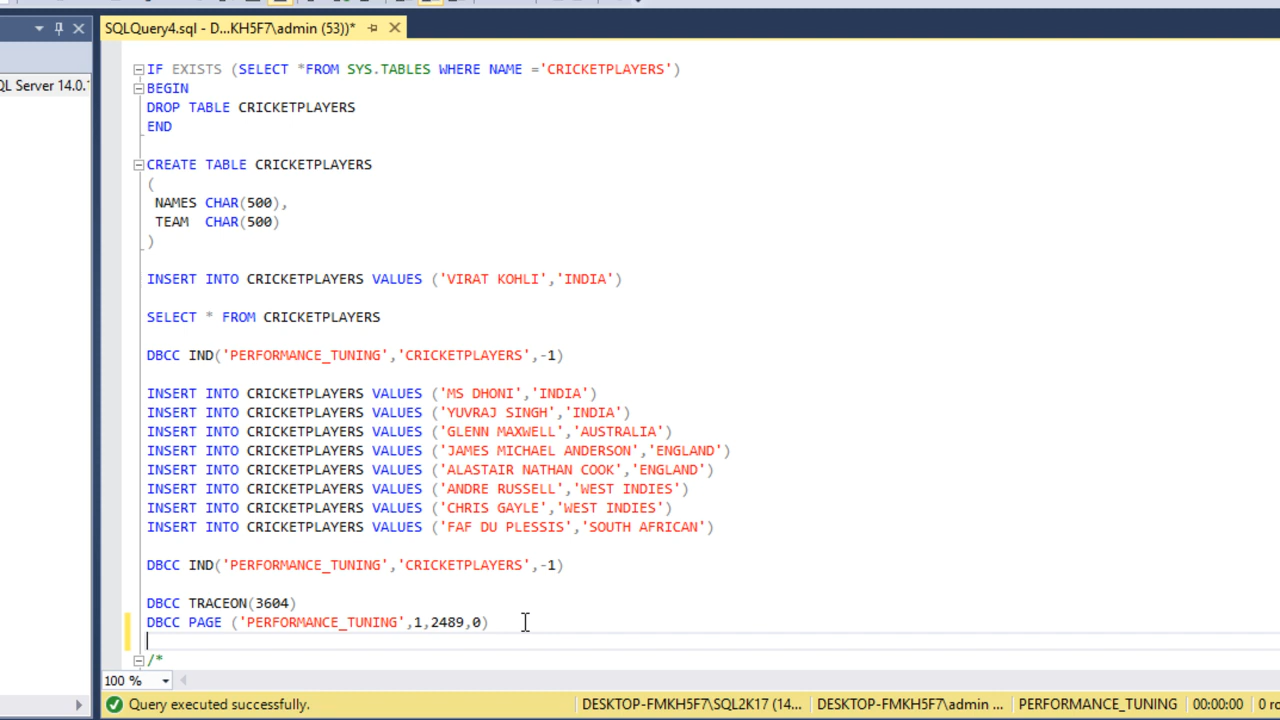 SQLQuery4.sql - D...KH5F7\admin (53))*
QL Server 14.0.1
IF EXISTS (SELECT *FROM SYS.TABLES WHERE NAME ='CRICKETPLAYERS')
BEGIN
DROP TABLE CRICKETPLAYERS
END
CREATE TABLE CRICKETPLAYERS
(
NAMES CHAR(500),
TEAM CHAR(500)
)
INSERT INTO CRICKETPLAYERS VALUES ('VIRAT KOHLI','INDIA')
SELECT * FROM CRICKETPLAYERS
DBCC IND('PERFORMANCE_TUNING','CRICKETPLAYERS',-1)
INSERT INTO CRICKETPLAYERS VALUES ('MS DHONI','INDIA')
INSERT INTO CRICKETPLAYERS VALUES ('YUVRAJ SINGH','INDIA')
INSERT INTO CRICKETPLAYERS VALUES ('GLENN MAXWELL','AUSTRALIA')
INSERT INTO CRICKETPLAYERS VALUES ('JAMES MICHAEL ANDERSON','ENGLAND')
INSERT INTO CRICKETPLAYERS VALUES ('ALASTAIR NATHAN COOK','ENGLAND')
INSERT INTO CRICKETPLAYERS VALUES ('ANDRE RUSSELL','WEST INDIES')
INSERT INTO CRICKETPLAYERS VALUES ('CHRIS GAYLE','WEST INDIES')
INSERT INTO CRICKETPLAYERS VALUES ('FAF DU PLESSIS','SOUTH AFRICAN')
DBCC IND('PERFORMANCE_TUNING','CRICKETPLAYERS',-1)
DBCC TRACEON(3604)
DBCC PAGE ('PERFORMANCE_TUNING',1,2489,0)
/*
100 %
Query executed successfully. DESKTOP-FMKH5F7\SQL2K17 (14... DESKTOP-FMKH5F7\admin ... PERFORMANCE_TUNING 00:00:00 0 ro